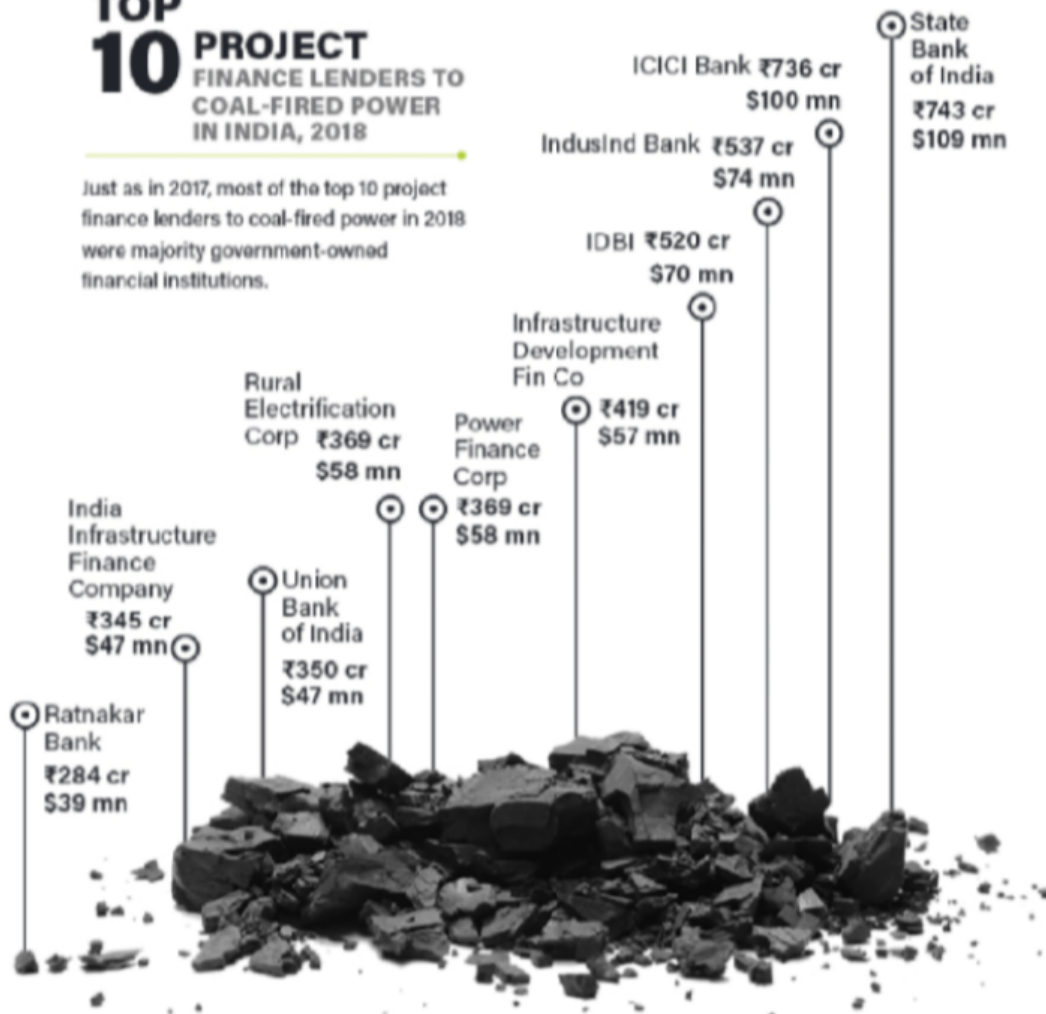 TOP
10 PROJECT
FINANCE LENDERS TO
COAL-FIRED POWER
IN INDIA, 2018
Just as in 2017, most of the top 10 project
finance lenders to coal-fired power in 2018
were majority government-owned
financial institutions.
State
Bank
of India
₹743 cr
$109 mn
ICICI Bank ₹736 cr
$100 mn
IndusInd Bank ₹537 cr
$74 mn
IDBI ₹520 cr
$70 mn
Infrastructure
Development
Fin Co
₹419 cr
$57 mn
Rural
Electrification
Corp ₹369 cr
$58 mn
Power
Finance
Corp
₹369 cr
$58 mn
India
Infrastructure
Finance
Company
₹345 cr
$47 mn
Union
Bank
of India
₹350 cr
$47 mn
Ratnakar
Bank
₹284 cr
$39 mn